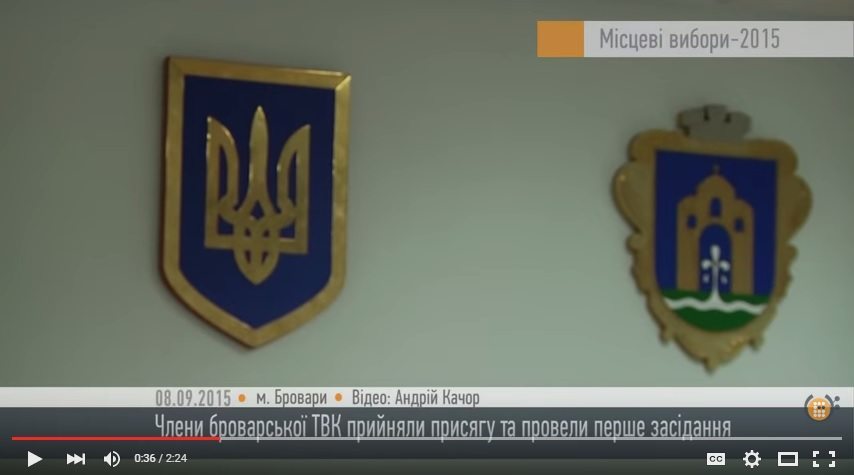 Місцеві вибори-2015
08.09.2015 • м. Бровари • Відео: Андрій Качор
Члени броварської ТВК прийняли присягу та провели перше засідання
0:36 / 2:24
CC